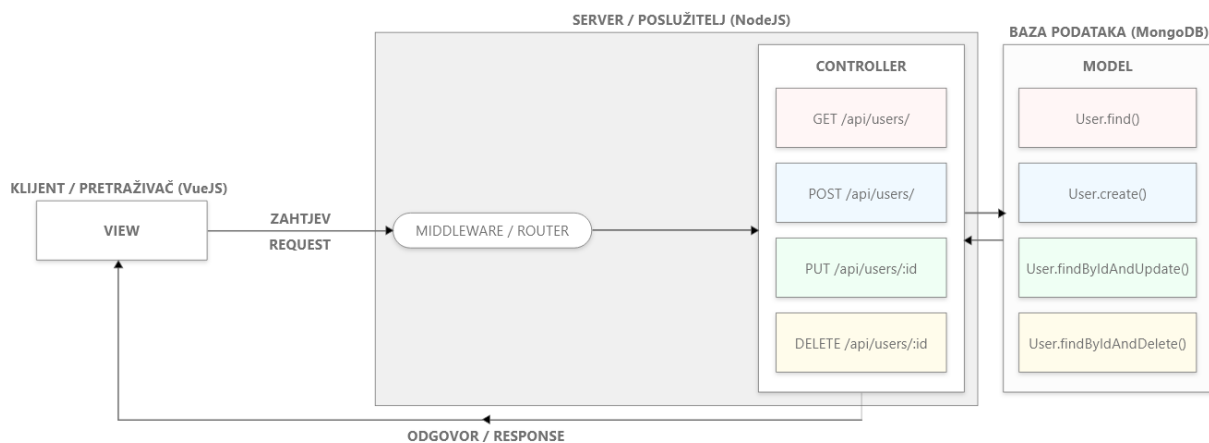 SERVER / POSLUŽITELJ (NodeJS)
BAZA PODATAKA (MongoDB)
CONTROLLER
GET /api/users/
POST /api/users/
PUT /api/users/:id
DELETE /api/users/:id
MODEL
User.find()
User.create()
User.findByIdAndUpdate()
User.findByIdAndDelete()
KLIJENT / PRETRAŽIVAČ (VueJS)
VIEW
ZAHTJEV
REQUEST
MIDDLEWARE / ROUTER
ODGOVOR / RESPONSE